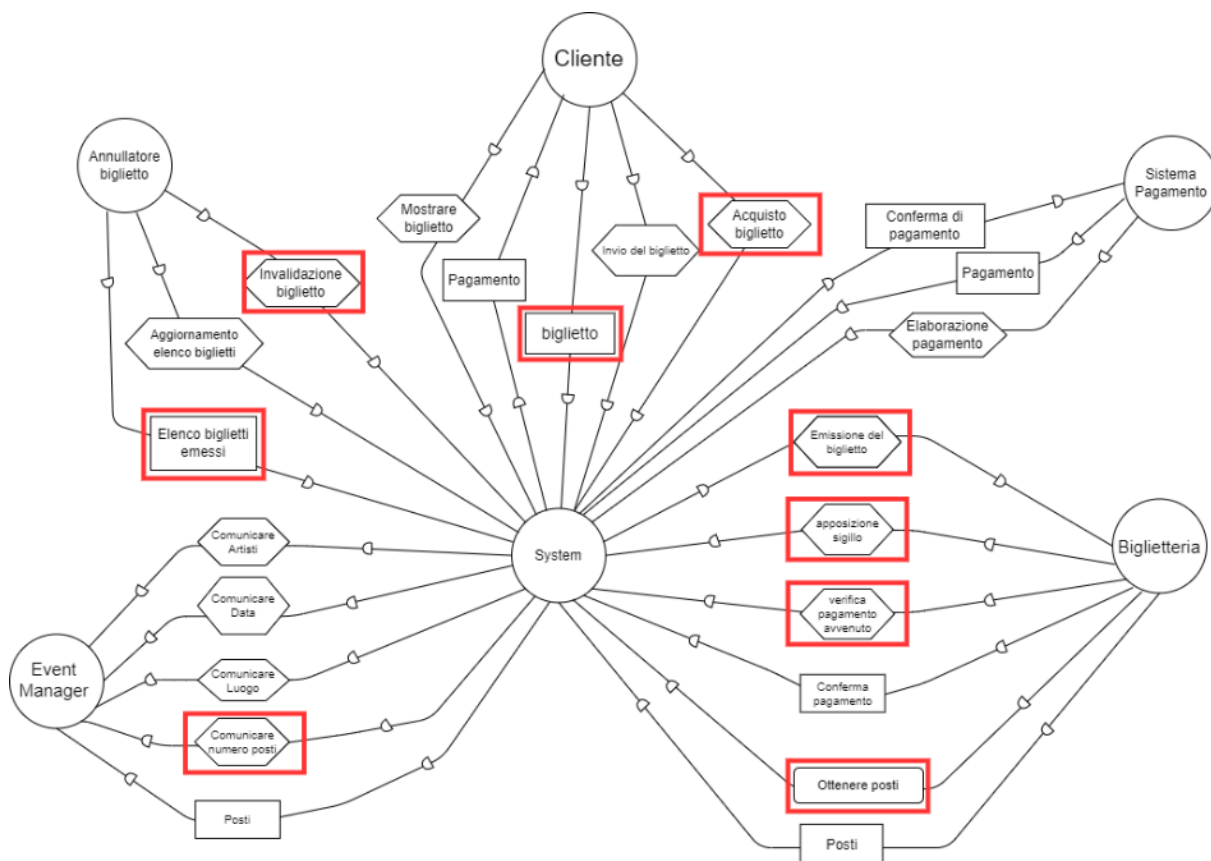 Cliente
Annullatore
biglietto
Sistema
Pagamento
Mostrare
biglietto
Acquisto
biglietto
Conferma di
pagamento
Invio del biglietto
Invalidazione
biglietto
Pagamento
Pagamento
biglietto
Aggiornamento
elenco biglietti
Elaborazione
pagamento
Elenco biglietti
emessi
Emissione del
biglietto
Comunicare
Artisti
System
apposizione
sigillo
Biglietteria
Comunicare
Data
verifica
pagamento
avvenuto
Event
Manager
Comunicare
Luogo
Conferma
pagamento
Comunicare
numero posti
Ottenere posti
Posti
Posti